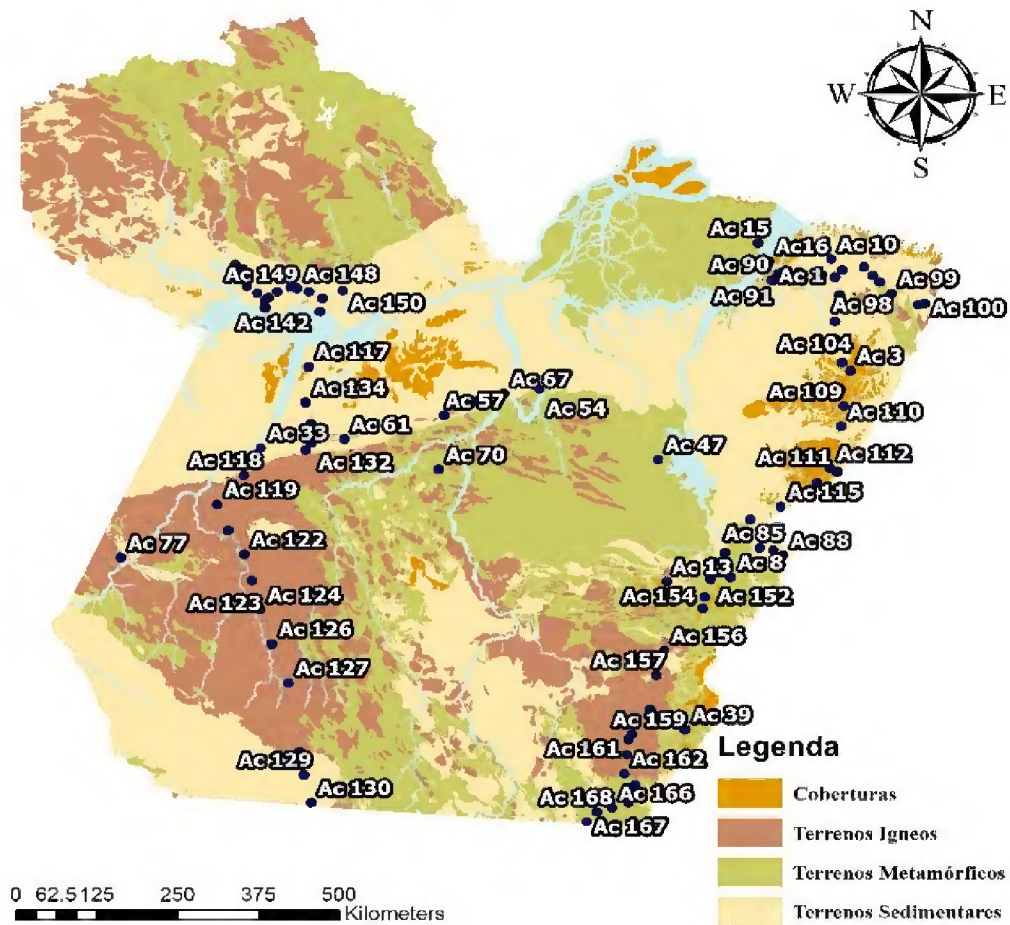 N
W E
S
Ac 15
Ac16
Ac 10
Ac 90
Ac 1
Ac 99
Ac 91
Ac 98
Ac 100
Ac 149
Ac 148
Ac 150
Ac 142
Ac 104
Ac 3
Ac 117
Ac 134
Ac 67
Ac 109
Ac 57
Ac 54
Ac 110
Ac 33
Ac 61
Ac 47
Ac 118
Ac 132
Ac 70
Ac 111
Ac 112
Ac 119
Ac 115
Ac 77
Ac 122
Ac 85
Ac 88
Ac 13
Ac 8
Ac 123
Ac 124
Ac 154
Ac 152
Ac 126
Ac 156
Ac 127
Ac 157
Ac 159
Ac 39
Ac 161
Ac 162
Ac 129
Ac 130
Ac 168
Ac 166
Ac 167
Legenda
Coberturas
Terrenos Igneos
Terrenos Metamórficos
Terrenos Sedimentares
0 62.5 125 250 375 500
Kilometers